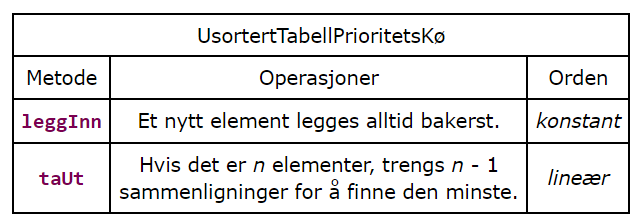 UsortertTabellPrioritetsKø
Metode Operasjoner Orden
leggInn Et nytt element legges alltid bakerst. konstant
taUt Hvis det er n elementer, trengs n - 1 lineær
sammenligninger for å finne den minste.